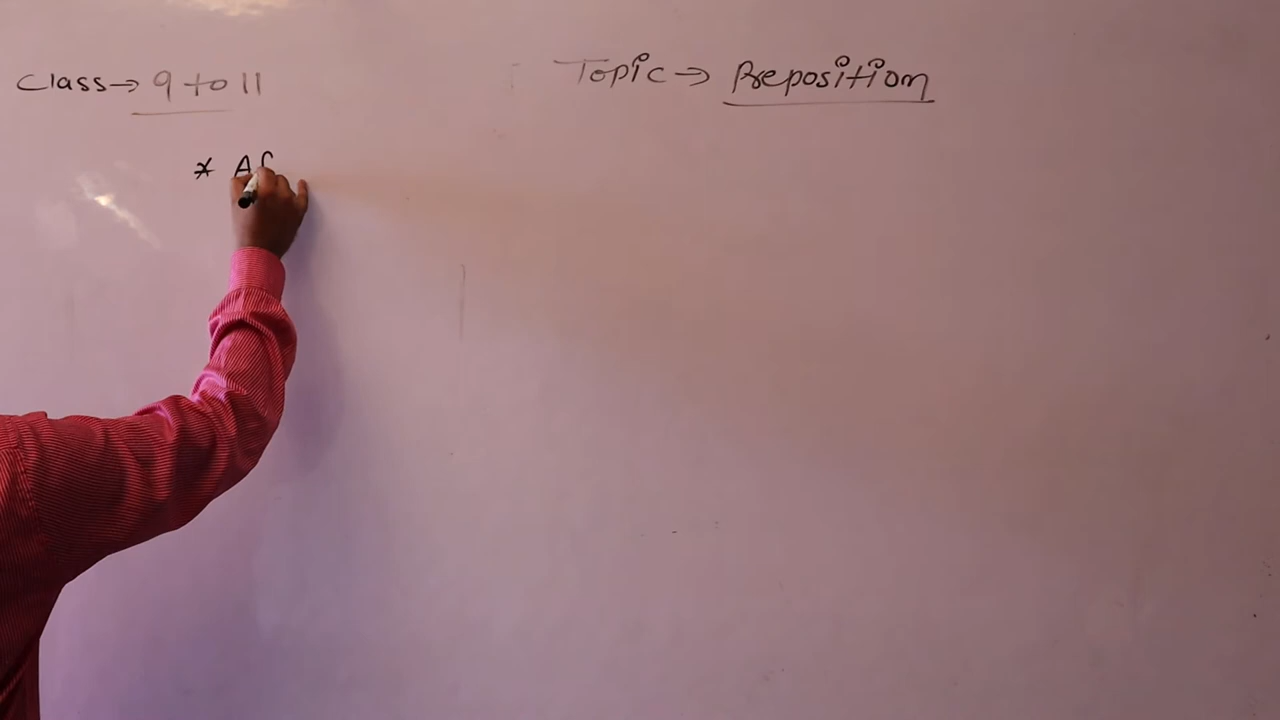 Class→ 9 to 11
Topic→ Preposition
* A